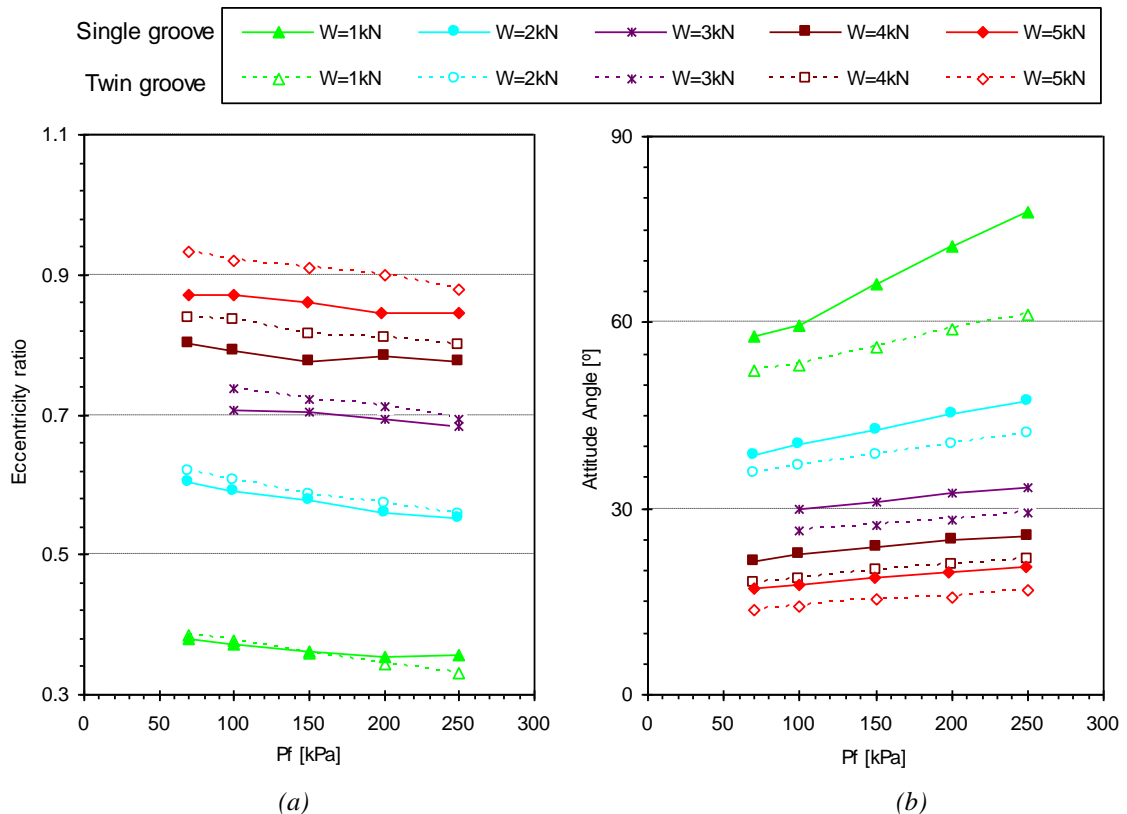 Single groove W=1kN W=2kN W=3kN W=4kN W=5kN
Twin groove W=1kN W=2kN W=3kN W=4kN W=5kN
1.1
0.9
0.7
0.5
0.3
0 50 100 150 200 250 300
Eccentricity ratio
Pf [kPa]
(a)
90
60
30
0
0 50 100 150 200 250 300
Attitude Angle [º]
Pf [kPa]
(b)